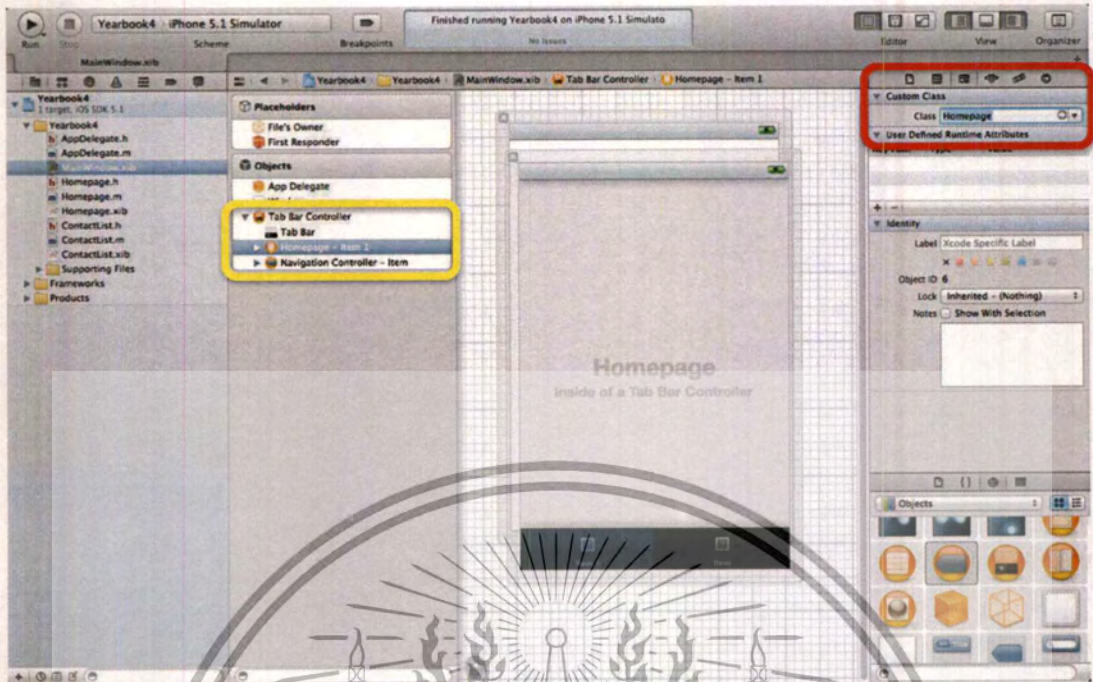 Yearbook4 iPhone 5.1 Simulator
Finished running Yearbook4 on iPhone 5.1 Simulato
No Issues
Run Stop Scheme Breakpoints Editor View Organizer
MainWindow.xib
Yearbook4 Yearbook4 MainWindow.xib Tab Bar Controller Homepage - Item 1
Yearbook4
1 target, iOS SDK 5.1
Yearbook4
AppDelegate.h
AppDelegate.m
MainWindow.xib
Homepage.h
Homepage.m
Homepage.xib
ContactList.h
ContactList.m
ContactList.xib
Supporting Files
Frameworks
Products
Placeholders
File's Owner
First Responder
Objects
App Delegate
Tab Bar Controller
Tab Bar
Homepage - Item 1
Navigation Controller - Item
Homepage
Inside of a Tab Bar Controller
Custom Class
Class Homepage
User Defined Runtime Attributes
Identity
Label Xcode Specific Label
Object ID 6
Lock Inherited - (Nothing)
Notes Show With Selection
Objects